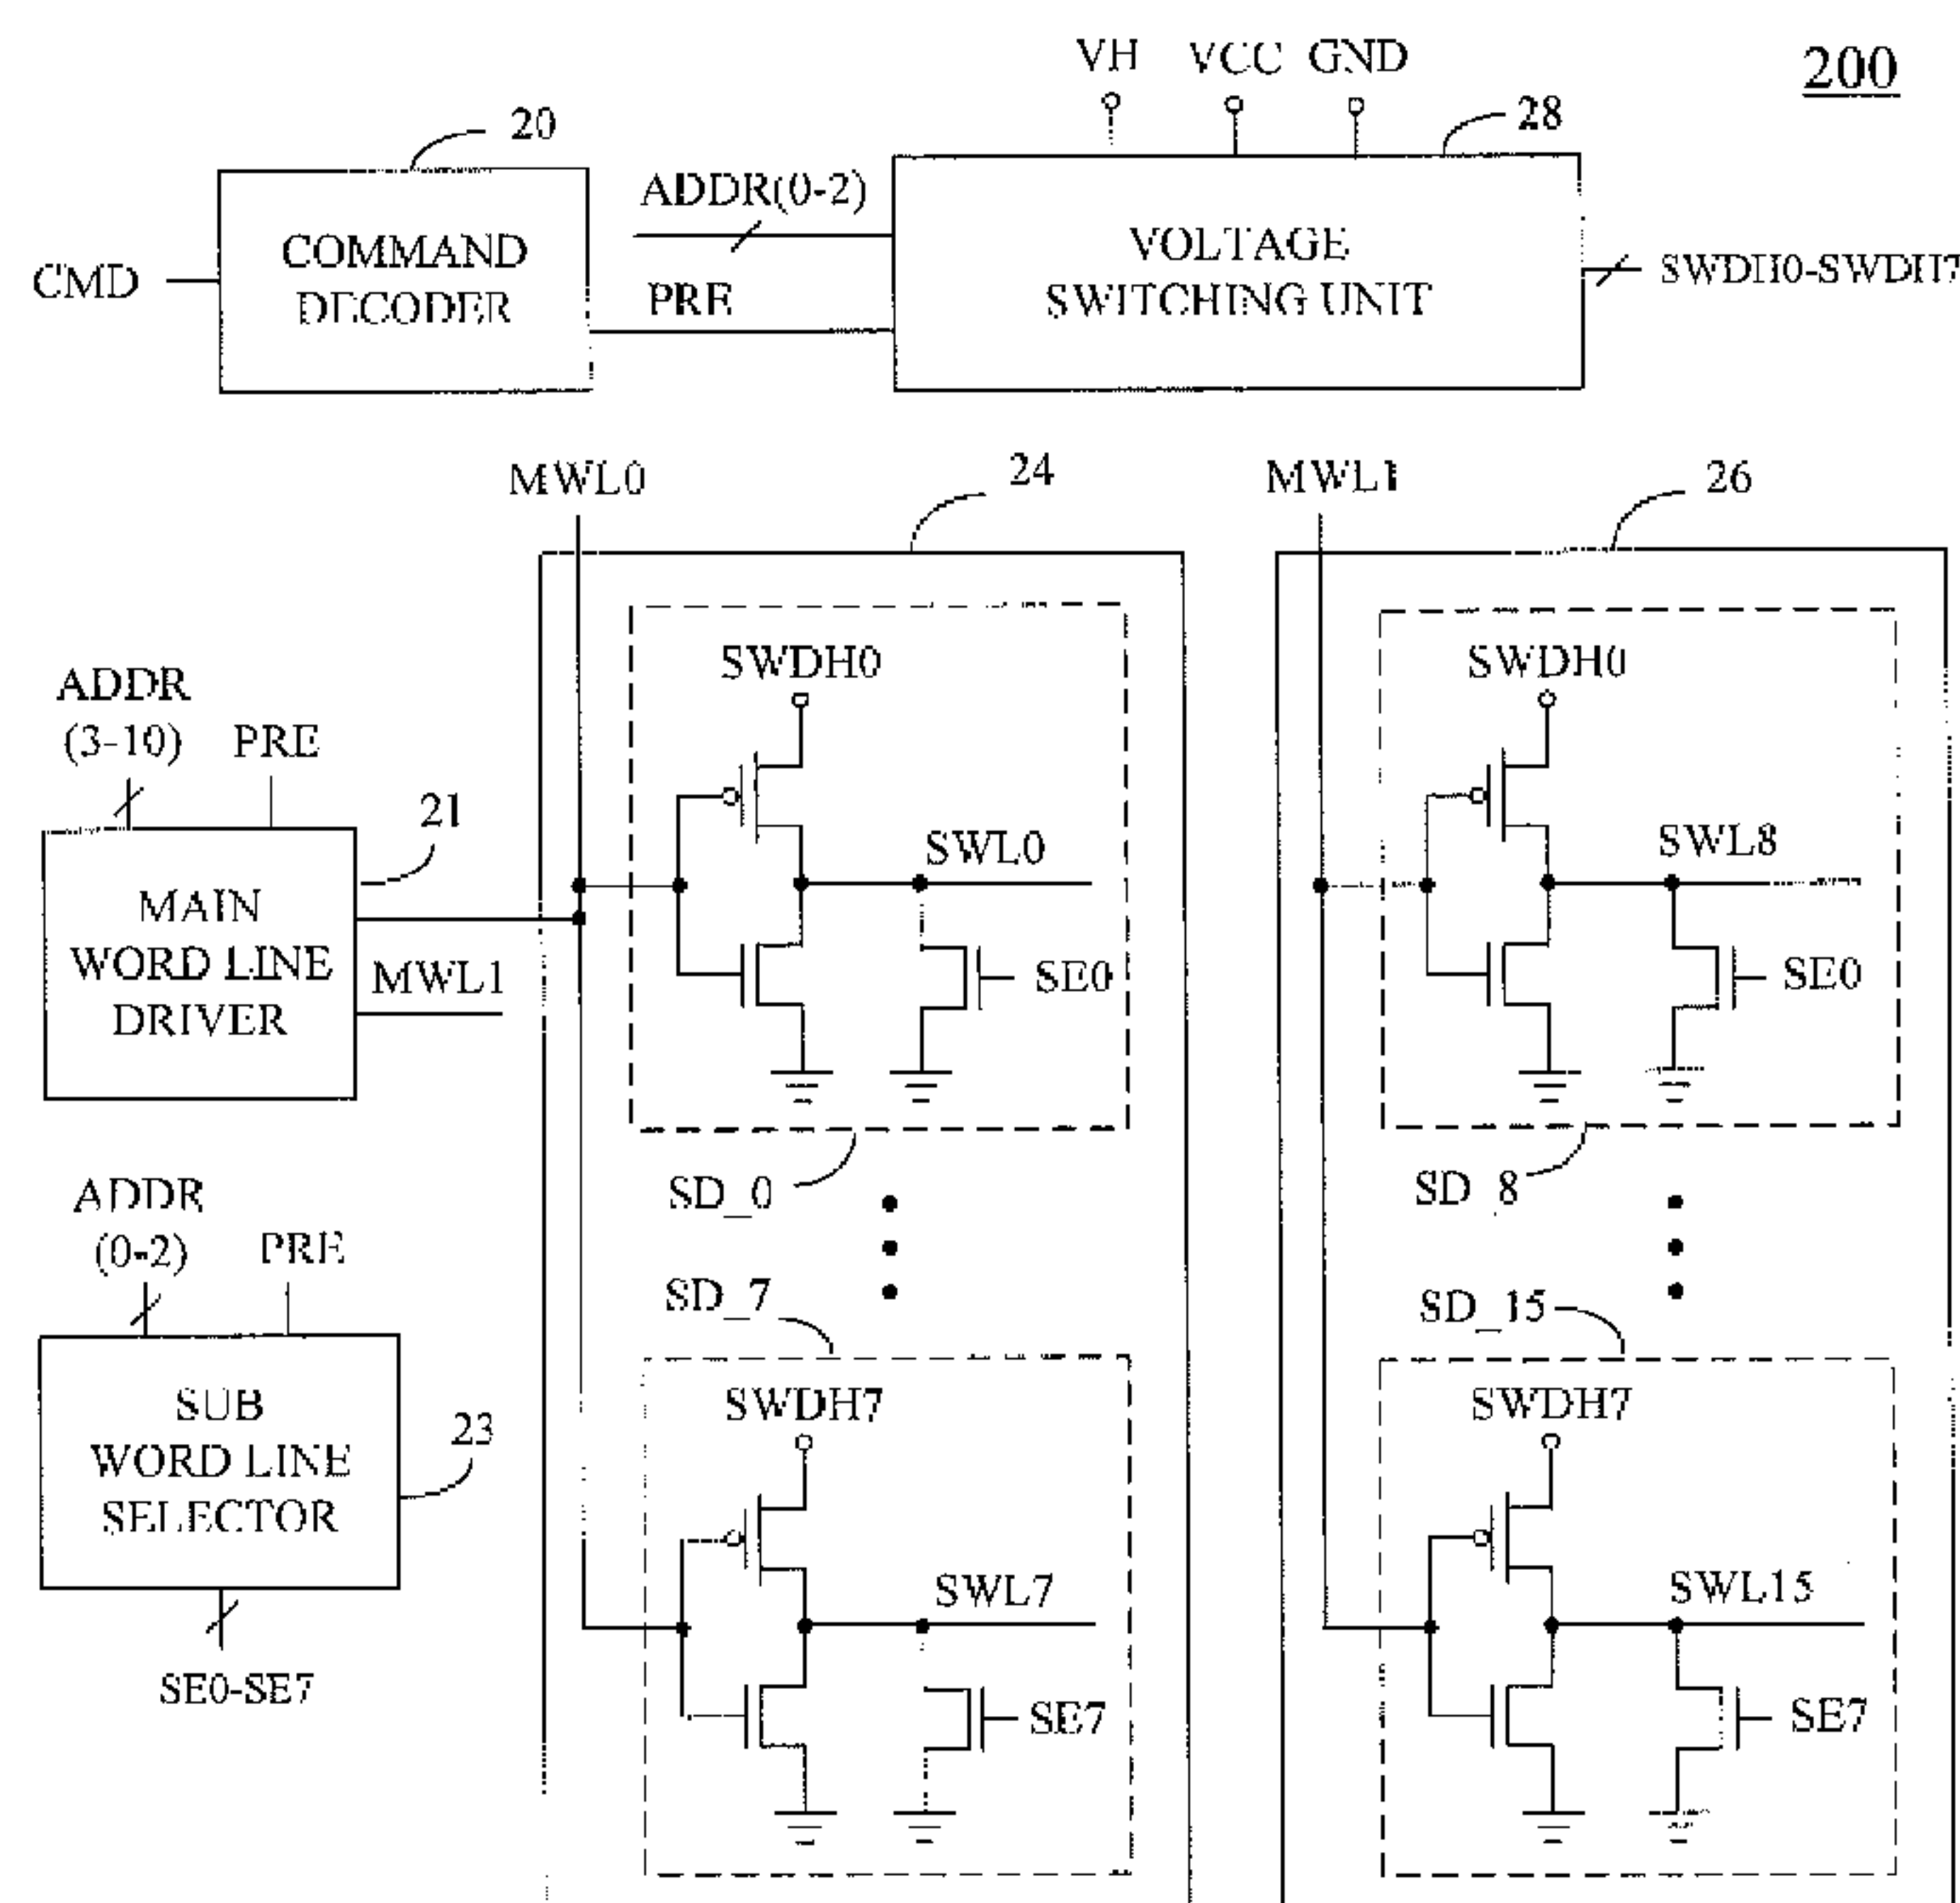 200
VH VCC GND
20
28
COMMAND
DECODER
CMD
ADDR(0-2)
PRE
VOLTAGE
SWITCHING UNIT
SWDH0-SWDH7
MWL0
24
MWL1
26
ADDR
(3-10)
PRE
21
MAIN
WORD LINE
DRIVER
MWL1
SWDH0
SWL0
SE0
SD_0
SWDH0
SWL8
SE0
SD_8
ADDR
(0-2)
PRE
SUB
WORD LINE
SELECTOR
23
SE0-SE7
SD_7
SWDH7
SWL7
SE7
SD_15
SWDH7
SWL15
SE7